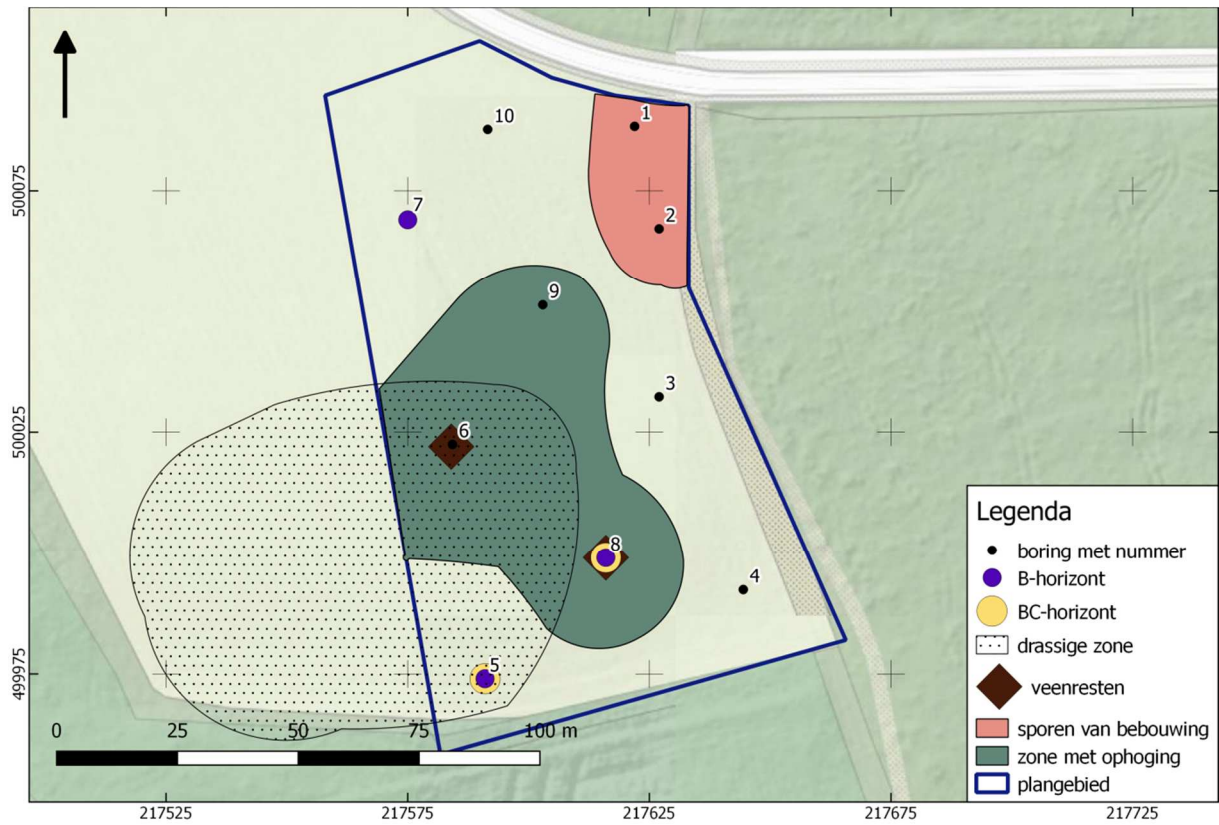 10
1
7
2
9
3
6
8
4
5
500075
500025
499975
0 25 50 75 100 m
217525 217575 217625 217675 217725
Legenda
boring met nummer
B-horizont
BC-horizont
drassige zone
veenresten
sporen van bebouwing
zone met ophoging
plangebied